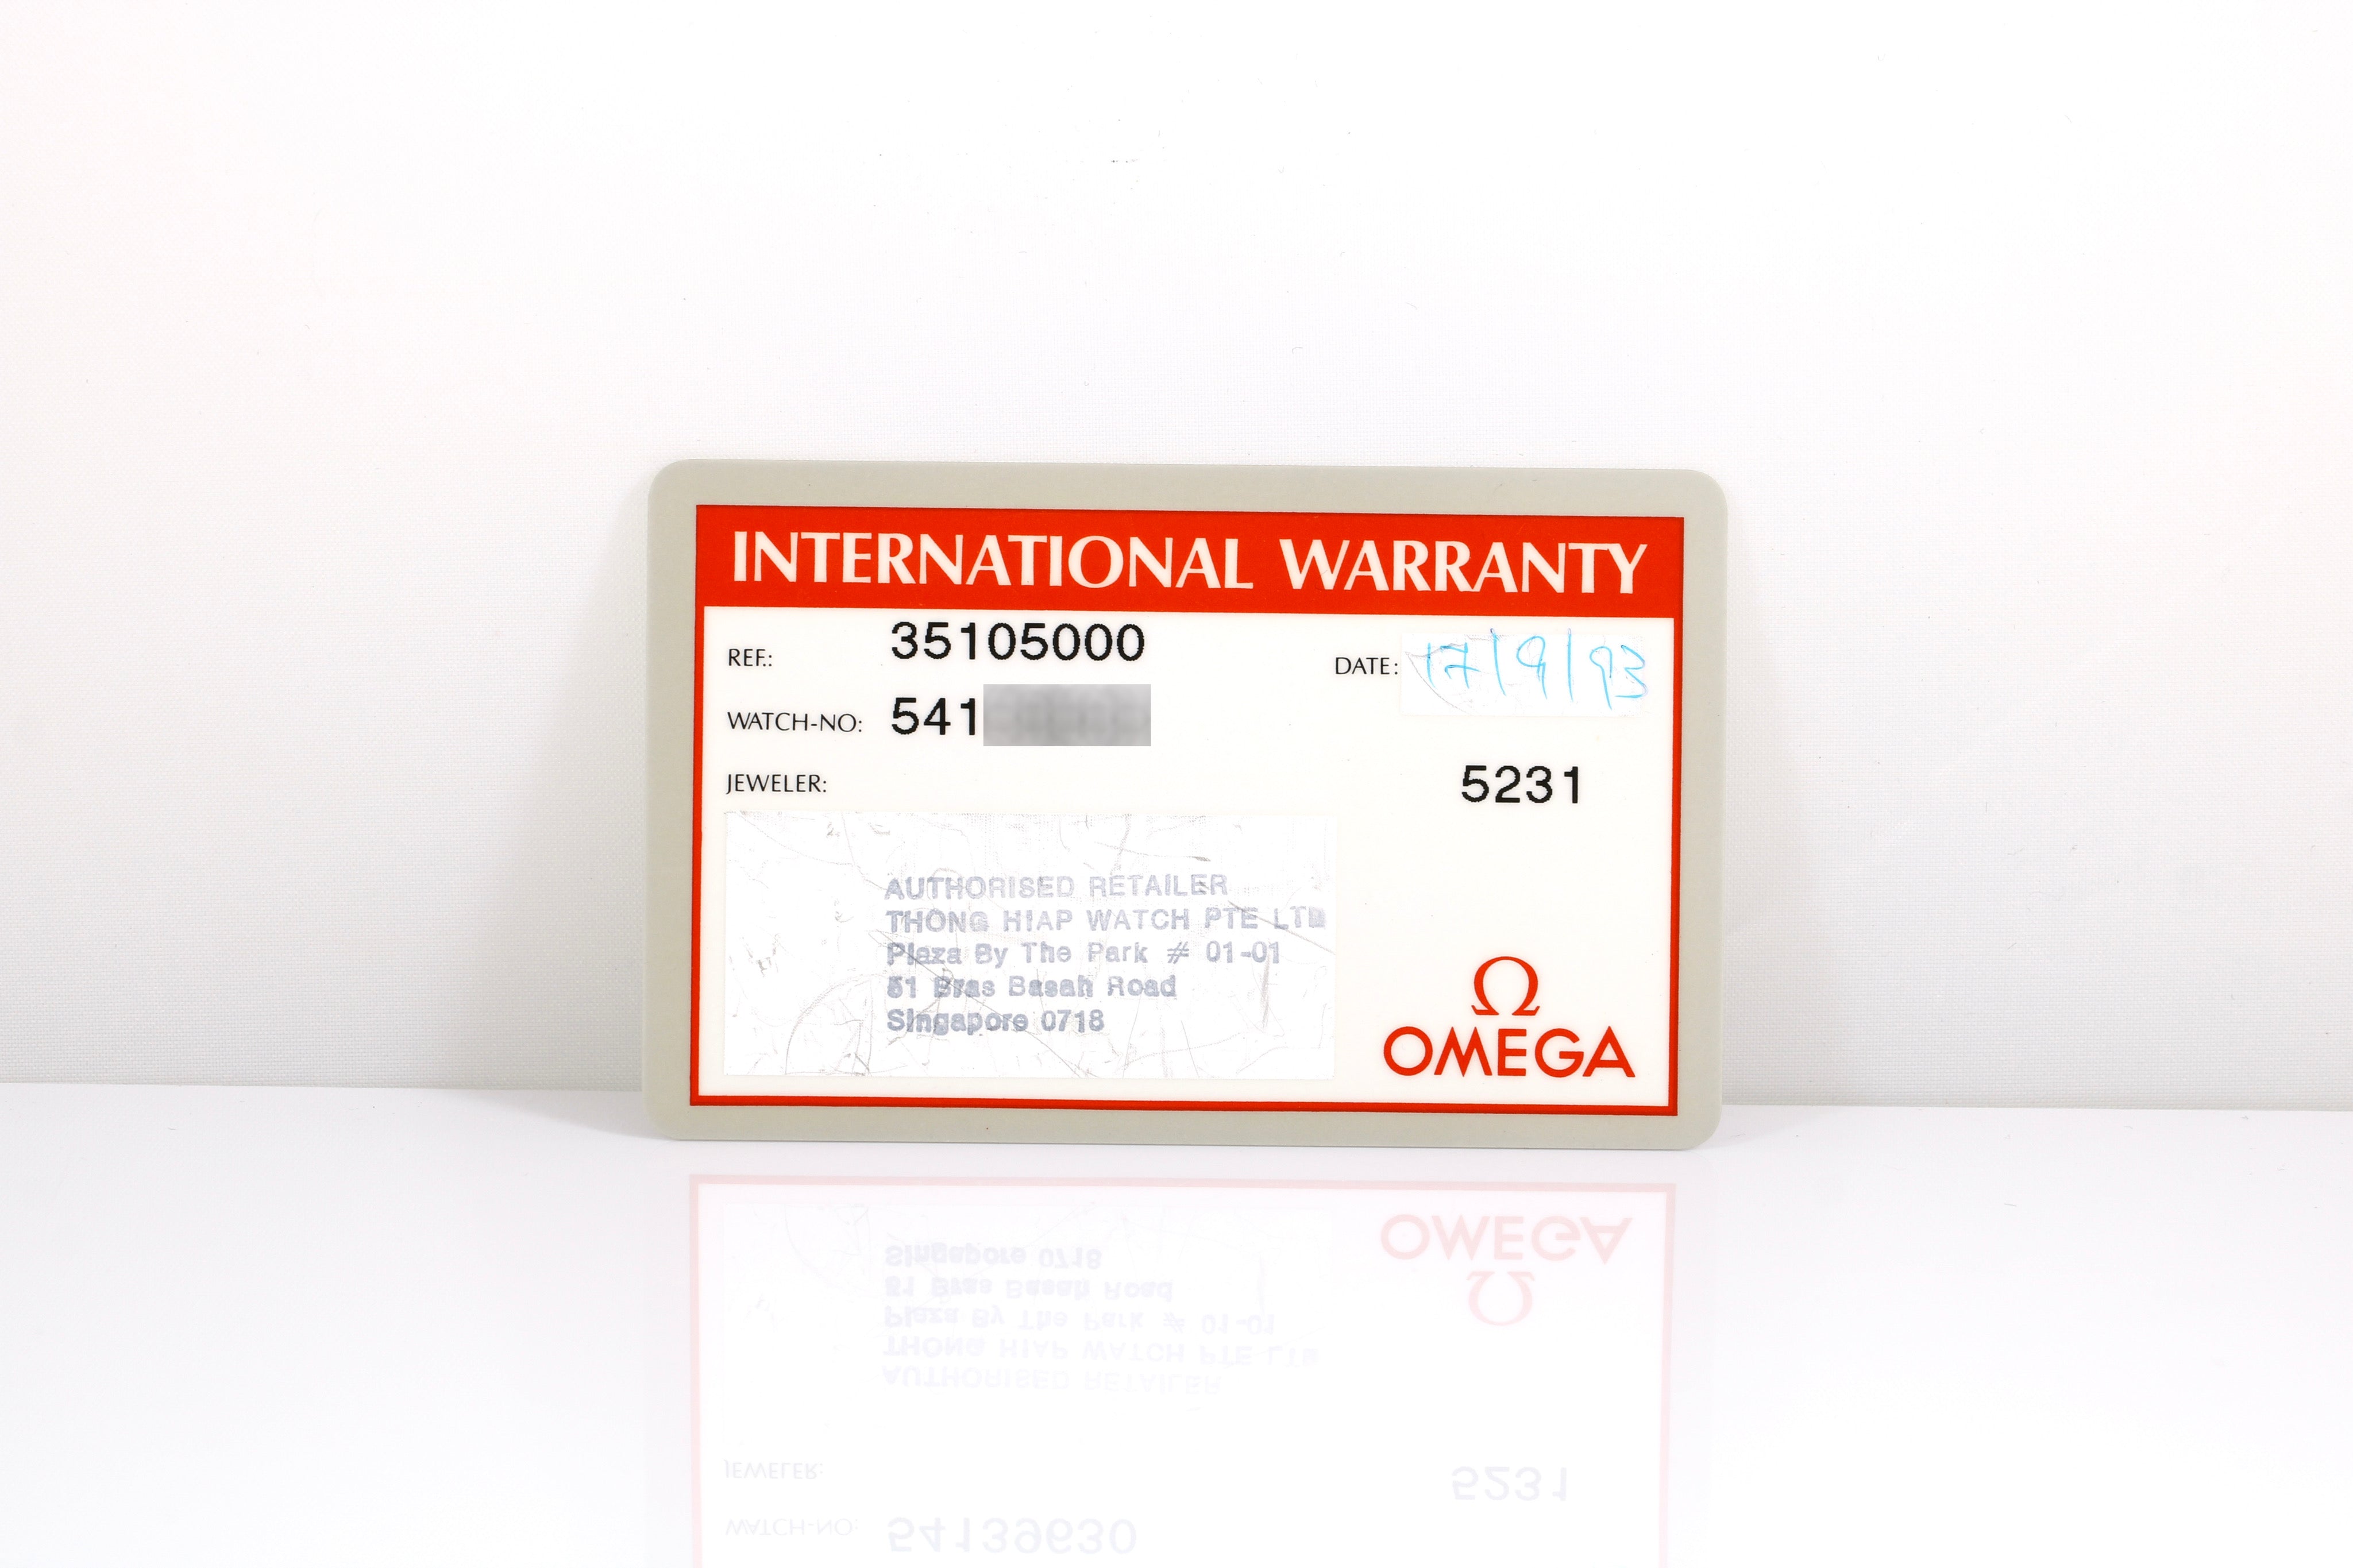 INTERNATIONAL WARRANTY
REF.: 35105000 DATE: 17/9/93
WATCH-NO: 541
JEWELER: 5231
AUTHORISED RETAILER
THONG HIAP WATCH PTE LTD
Plaza By The Park # 01-01
51 Bras Basah Road
Singapore 0718
Ω
OMEGA